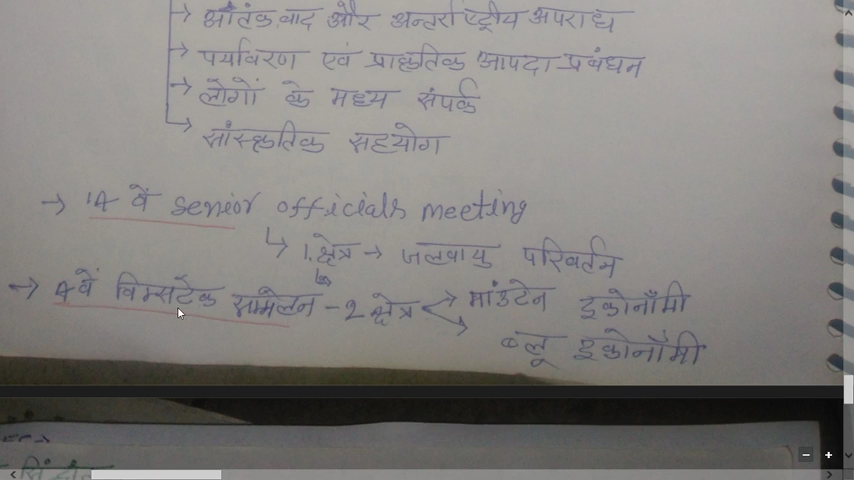 → आतंकवाद और अन्तर्राष्ट्रीय अपराध
→ पर्यावरण एवं प्राकृतिक आपदा प्रबंधन
→ लोगों के मध्य संपर्क
→ सांस्कृतिक सहयोग
→ 14 वें senior officials meeting
↳ 1. क्षेत्र → जलवायु परिवर्तन
→ 4 वें बिम्सटेक सम्मेलन - 2 क्षेत्र → मांउटेन इकोनॉमी
→ ब्लू इकोनॉमी